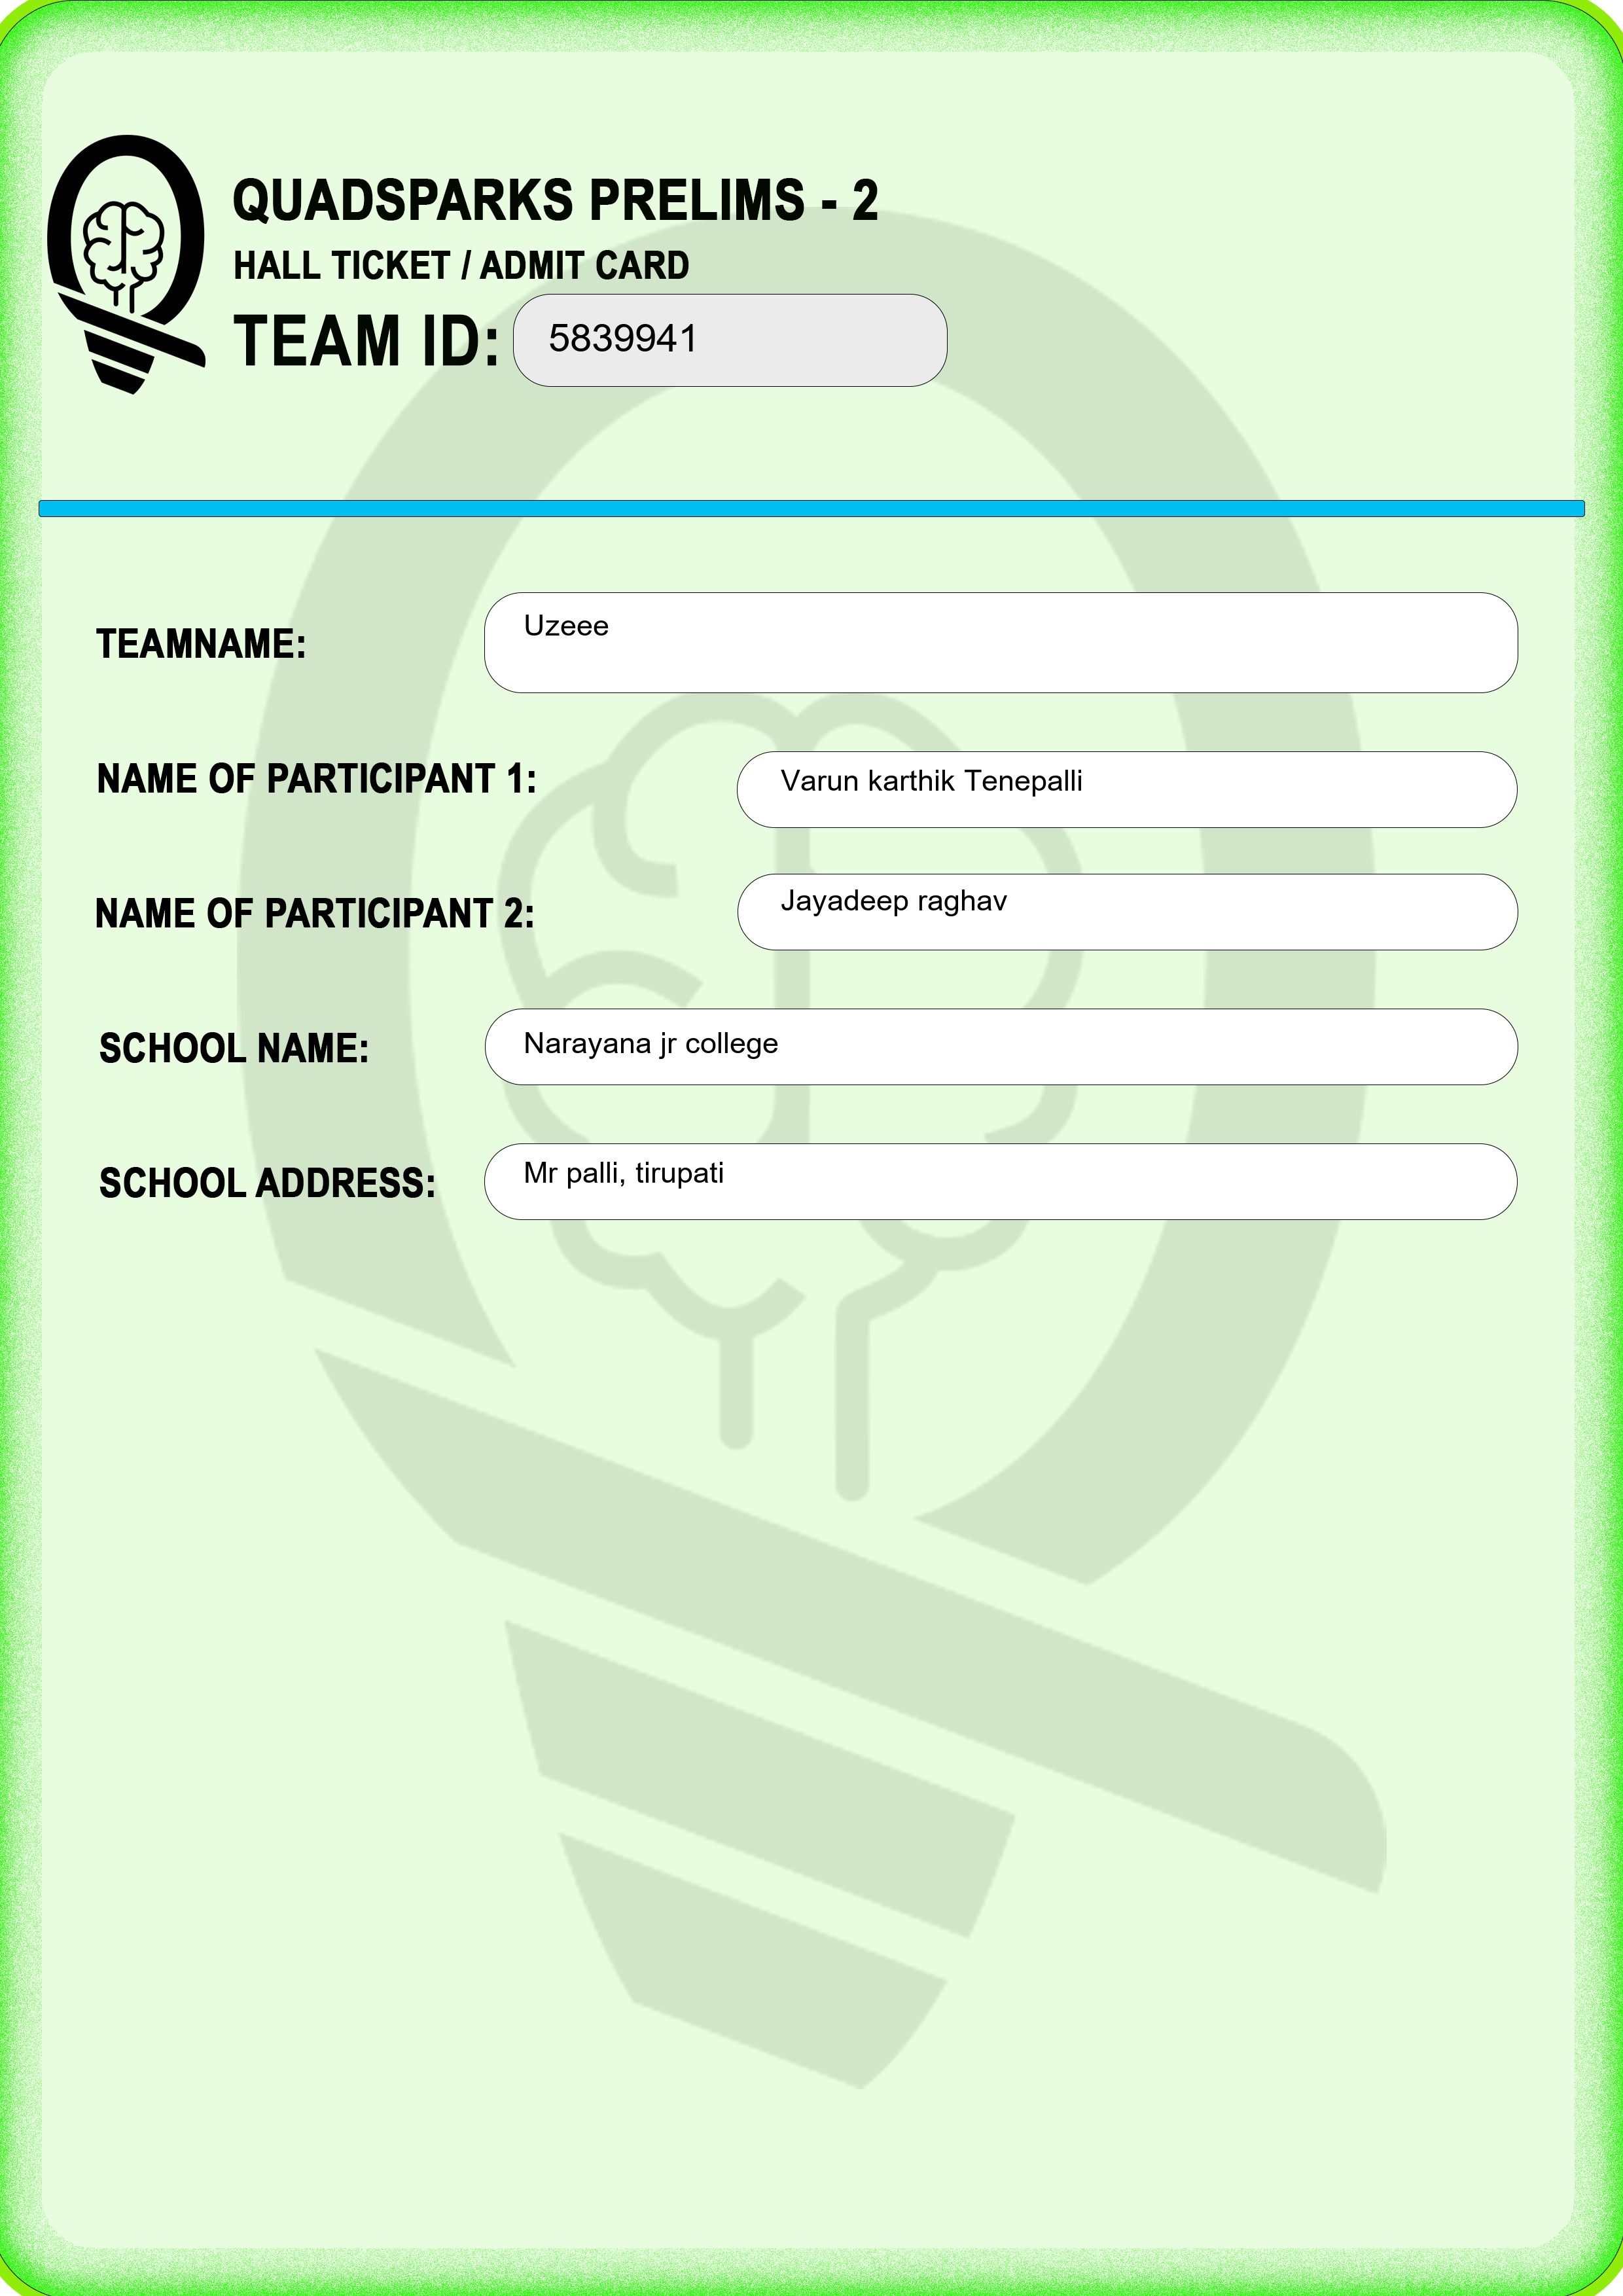 QUADSPARKS PRELIMS - 2
HALL TICKET / ADMIT CARD
TEAM ID: 5839941
TEAMNAME: Uzeee
NAME OF PARTICIPANT 1: Varun karthik Tenepalli
NAME OF PARTICIPANT 2: Jayadeep raghav
SCHOOL NAME: Narayana jr college
SCHOOL ADDRESS: Mr palli, tirupati